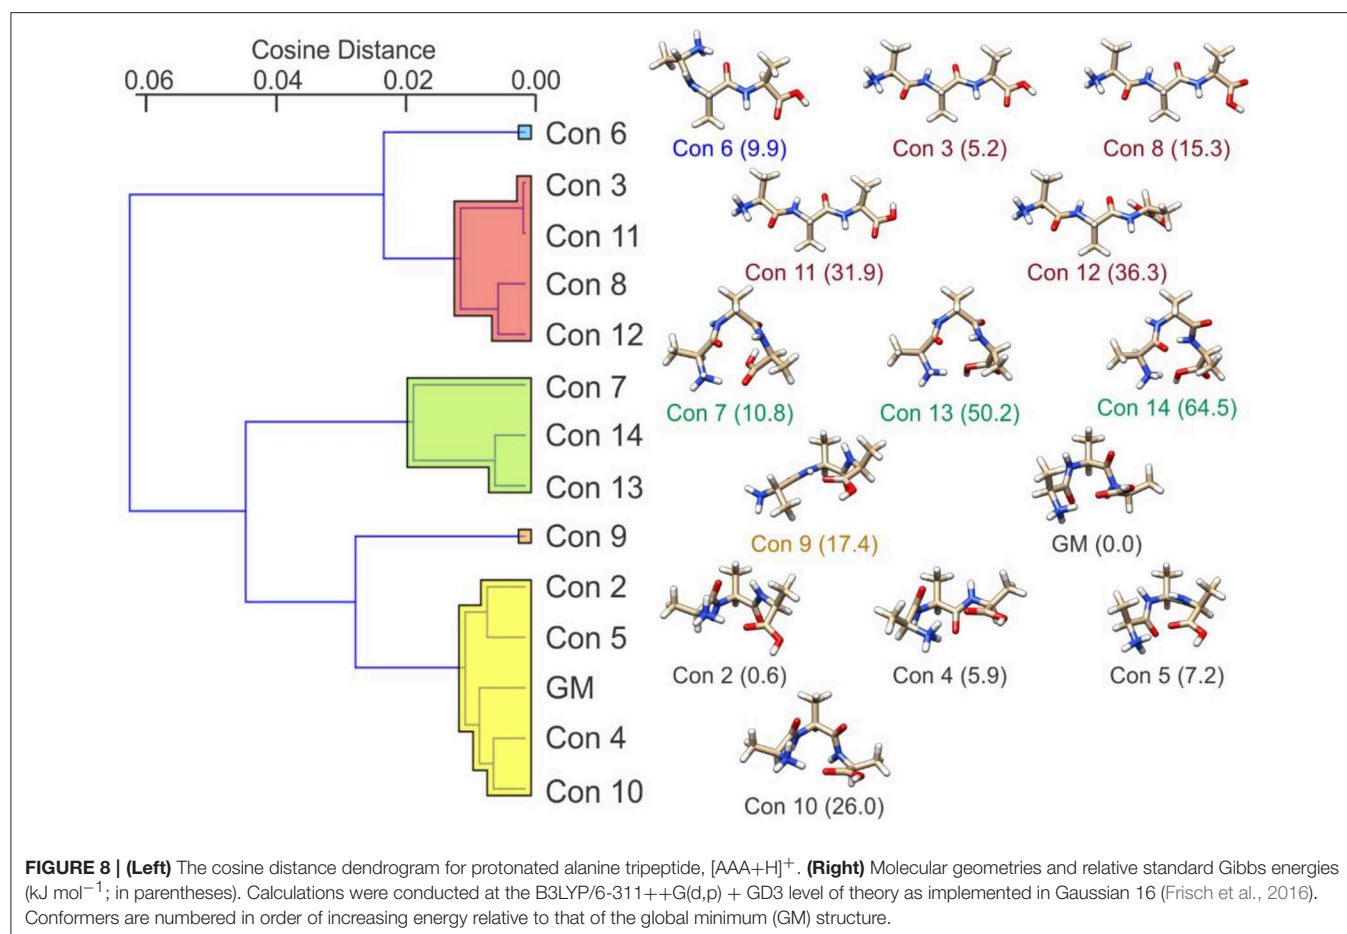 Cosine Distance
0.06 0.04 0.02 0.00
Con 6
Con 3
Con 11
Con 8
Con 12
Con 7
Con 14
Con 13
Con 9
Con 2
Con 5
GM
Con 4
Con 10
Con 6 (9.9) Con 3 (5.2) Con 8 (15.3)
Con 11 (31.9) Con 12 (36.3)
Con 7 (10.8) Con 13 (50.2) Con 14 (64.5)
Con 9 (17.4) GM (0.0)
Con 2 (0.6) Con 4 (5.9) Con 5 (7.2)
Con 10 (26.0)
FIGURE 8 | (Left) The cosine distance dendrogram for protonated alanine tripeptide, [AAA+H]⁺. (Right) Molecular geometries and relative standard Gibbs energies
(kJ mol⁻¹; in parentheses). Calculations were conducted at the B3LYP/6-311++G(d,p) + GD3 level of theory as implemented in Gaussian 16 (Frisch et al., 2016).
Conformers are numbered in order of increasing energy relative to that of the global minimum (GM) structure.